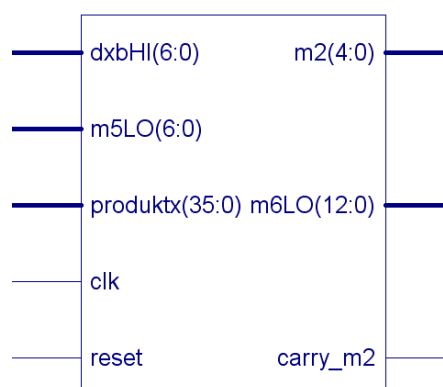 dxbHI(6:0) m2(4:0)
m5LO(6:0)
produktx(35:0) m6LO(12:0)
clk
reset carry_m2